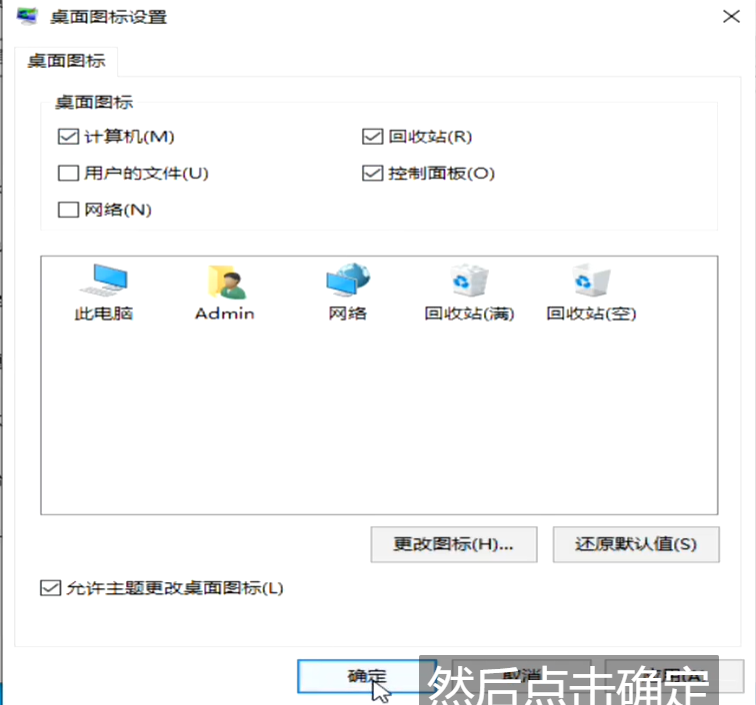 桌面图标设置
桌面图标
桌面图标
计算机(M)
回收站(R)
用户的文件(U)
控制面板(O)
网络(N)
此电脑
Admin
网络
回收站(满)
回收站(空)
更改图标(H)...
还原默认值(S)
允许主题更改桌面图标(L)
确定
取消
应用(A)
然后点击确定